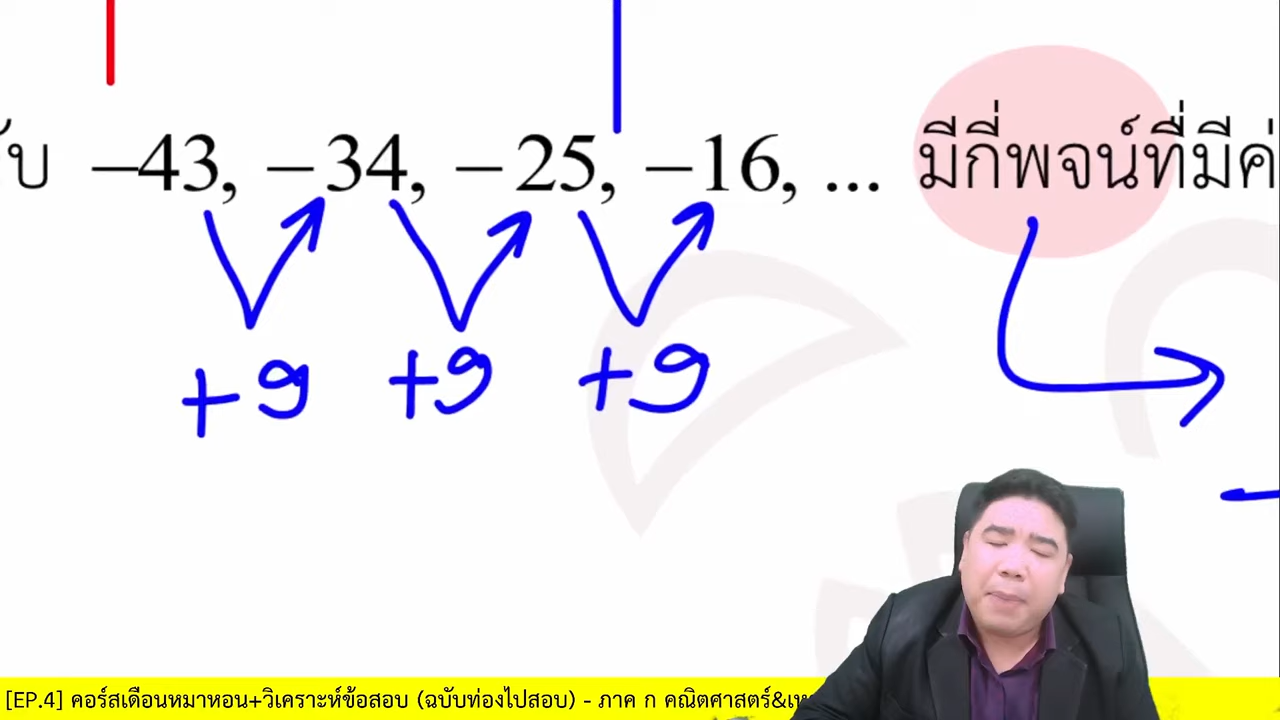 –43, –34, –25, –16, ... มีกี่พจน์ที่มีค่
+9 +9 +9
[EP.4] คอร์สเดือนหมาหอน+วิเคราะห์ข้อสอบ (ฉบับท่องไปสอบ) - ภาค ก คณิตศาสตร์&